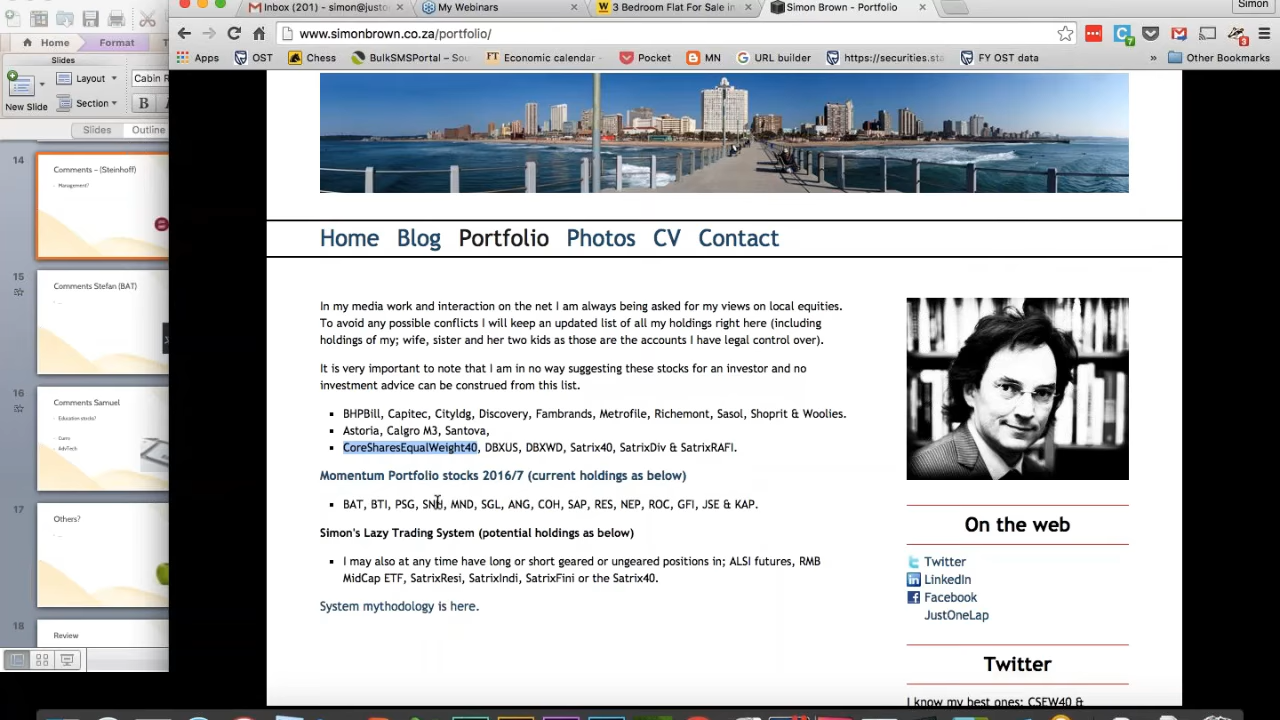 Inbox (201) - simon@justo
My Webinars
3 Bedroom Flat For Sale in
Simon Brown - Portfolio
Simon
www.simonbrown.co.za/portfolio/
Apps
OST
Chess
BulkSMSPortal - Sou
Economic calendar -
Pocket
MN
URL builder
https://securities.sta
FY OST data
»
Other Bookmarks
Home
Format
Slides
New Slide
Layout
Section
Cabin R
B
Slides
Outline
14
Comments – (Steinhoff)
Management?
15
Comments Stefan (BAT)
...
16
Comments Samuel
Education stocks?
Curro
AdvTech
17
Others?
...
18
Review
Home
Blog
Portfolio
Photos
CV
Contact
In my media work and interaction on the net I am always being asked for my views on local equities.
To avoid any possible conflicts I will keep an updated list of all my holdings right here (including
holdings of my; wife, sister and her two kids as those are the accounts I have legal control over).
It is very important to note that I am in no way suggesting these stocks for an investor and no
investment advice can be construed from this list.
BHPBill, Capitec, Cityldg, Discovery, Fambrands, Metrofile, Richemont, Sasol, Shoprit & Woolies.
Astoria, Calgro M3, Santova,
CoreSharesEqualWeight40, DBXUS, DBXWD, Satrix40, SatrixDiv & SatrixRAFI.
Momentum Portfolio stocks 2016/7 (current holdings as below)
BAT, BTI, PSG, SNH, MND, SGL, ANG, COH, SAP, RES, NEP, ROC, GFI, JSE & KAP.
Simon's Lazy Trading System (potential holdings as below)
I may also at any time have long or short geared or ungeared positions in; ALSI futures, RMB
MidCap ETF, SatrixResi, SatrixIndi, SatrixFini or the Satrix40.
System mythodology is here.
On the web
Twitter
LinkedIn
Facebook
JustOneLap
Twitter
I know my best ones: CSEW40 &